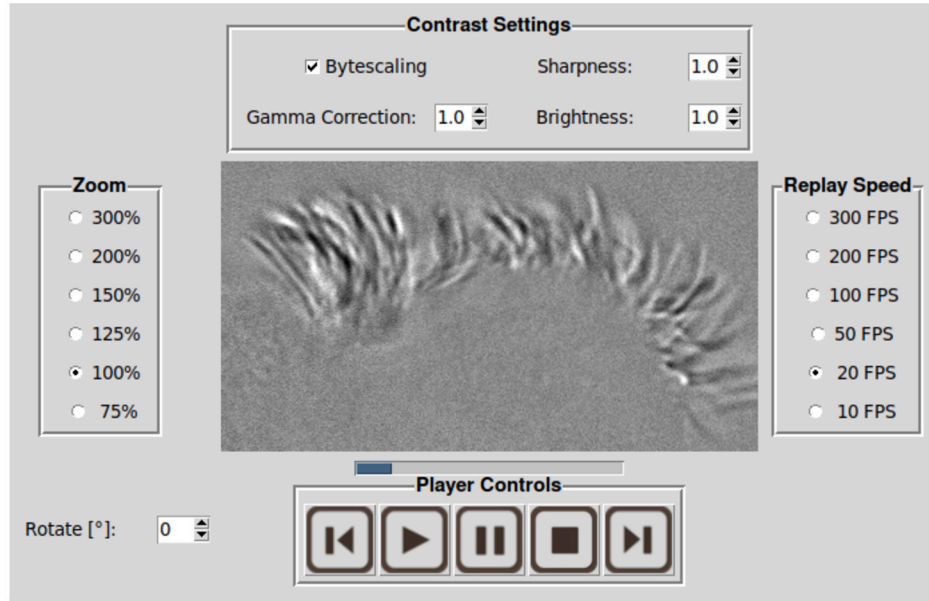 Contrast Settings
Bytescaling
Sharpness: 1.0
Gamma Correction: 1.0
Brightness: 1.0
Zoom
300%
200%
150%
125%
100%
75%
Replay Speed
300 FPS
200 FPS
100 FPS
50 FPS
20 FPS
10 FPS
Player Controls
Rotate [°]: 0